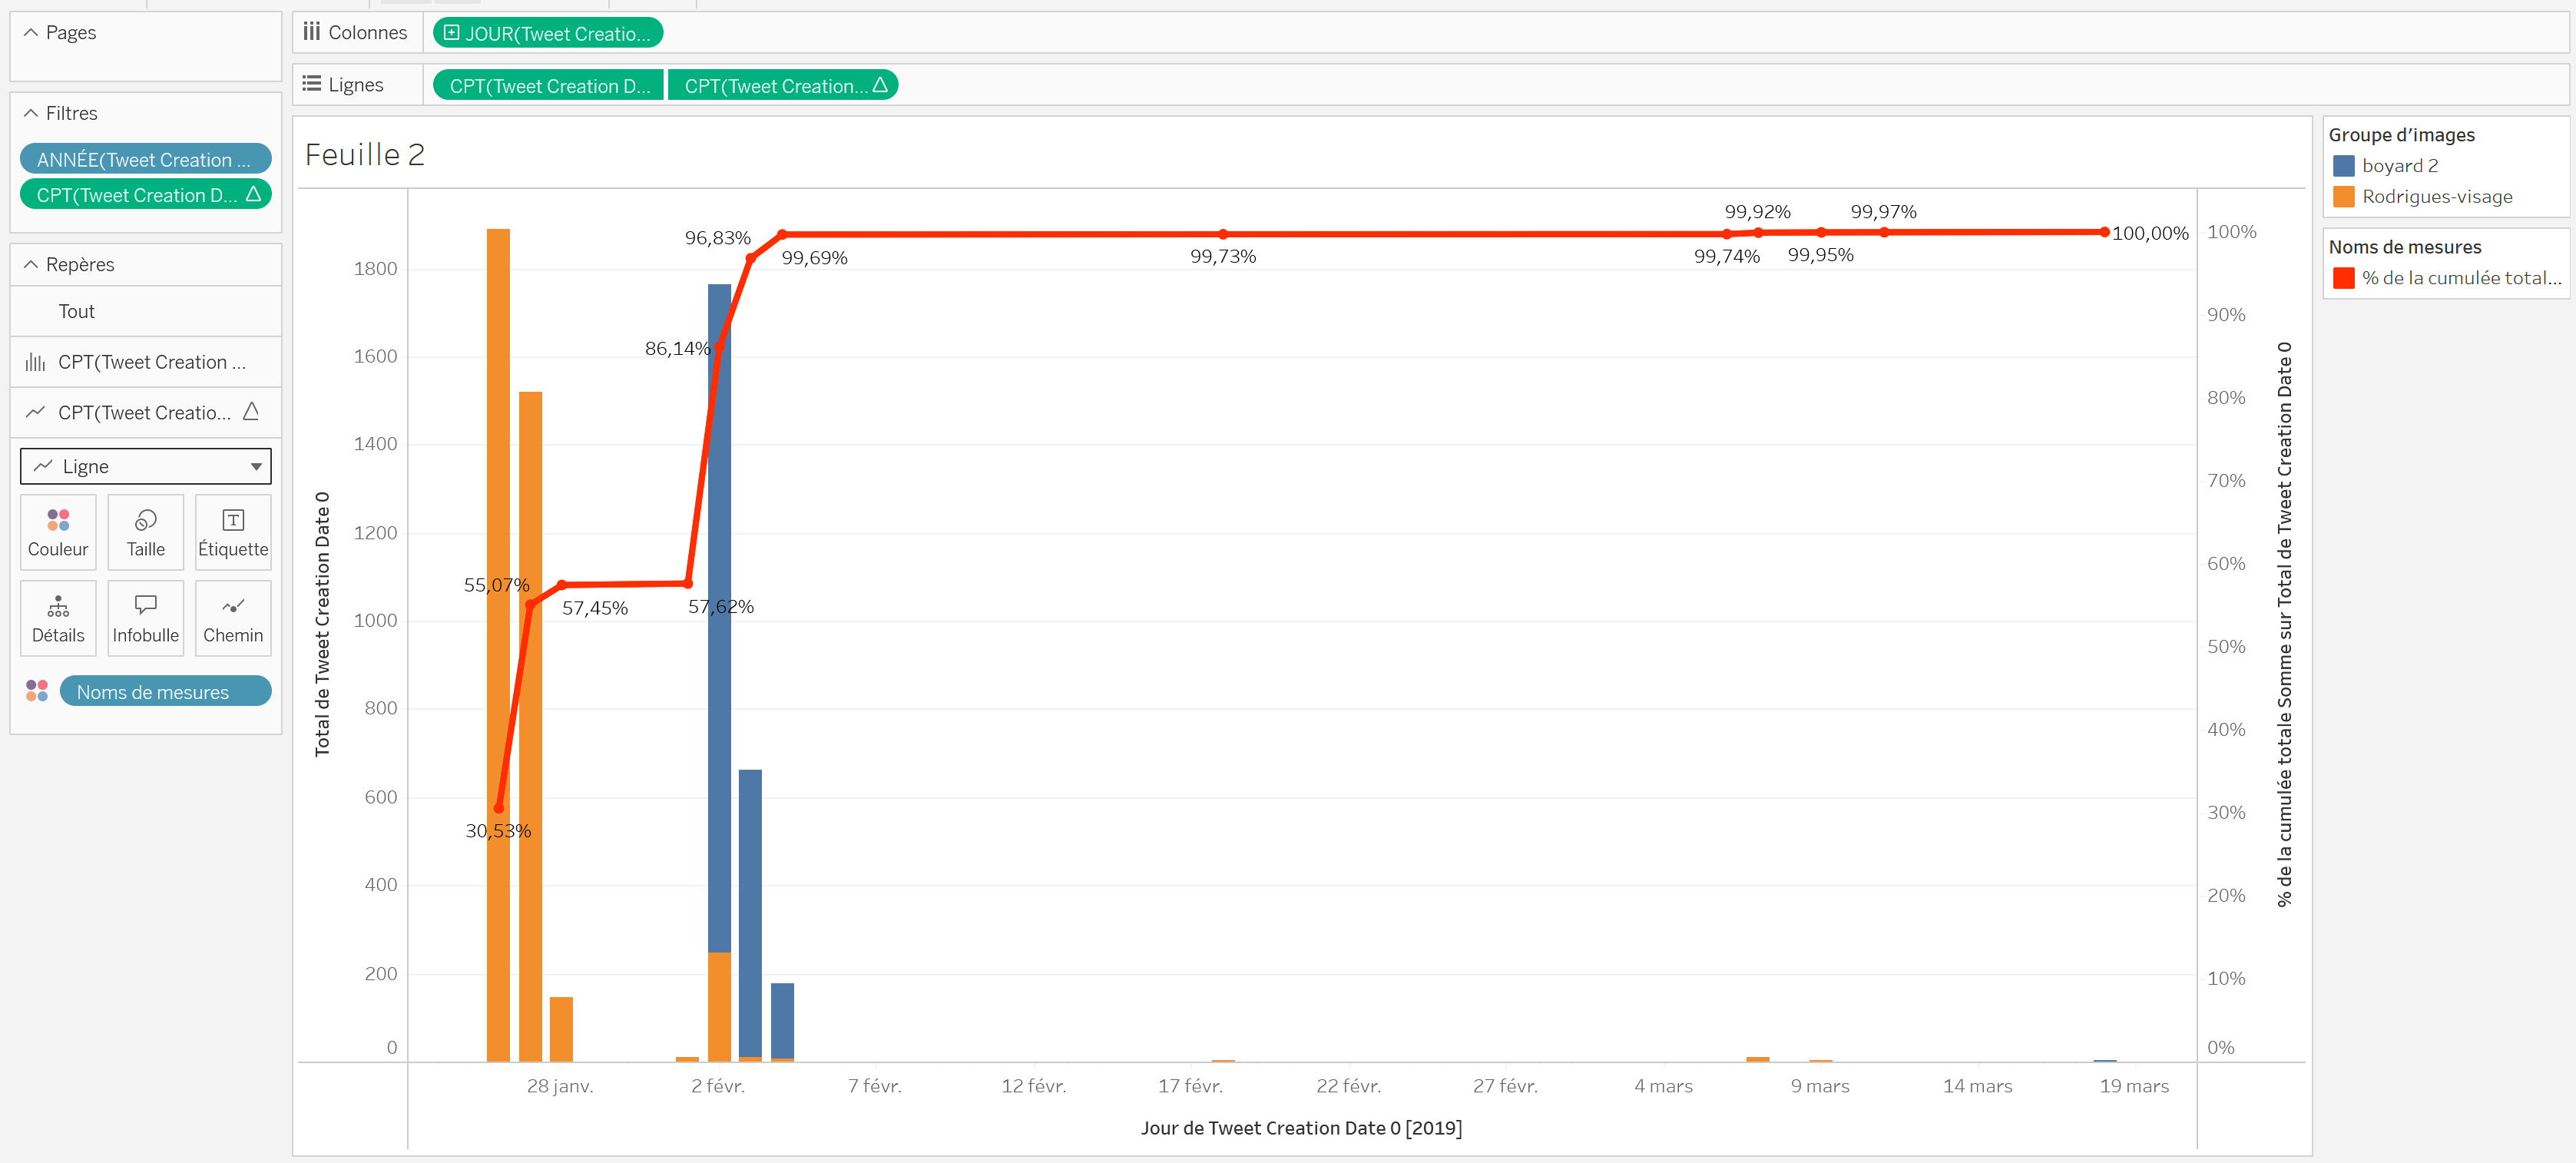 Pages
Filtres
ANNÉE(Tweet Creation ...
CPT(Tweet Creation D...
Repères
Tout
CPT(Tweet Creation ...
CPT(Tweet Creatio...
Ligne
Couleur
Taille
Étiquette
Détails
Infobulle
Chemin
Noms de mesures
Colonnes
JOUR(Tweet Creatio...
Lignes
CPT(Tweet Creation D...
CPT(Tweet Creation...
Feuille 2
Total de Tweet Creation Date 0
1800
1600
1400
1200
1000
800
600
400
200
0
30,53%
55,07%
57,45%
57,62%
86,14%
96,83%
99,69%
99,73%
99,74%
99,92%
99,95%
99,97%
100,00%
100%
90%
80%
70%
60%
50%
40%
30%
20%
10%
0%
% de la cumulée totale Somme sur Total de Tweet Creation Date 0
28 janv.
2 févr.
7 févr.
12 févr.
17 févr.
22 févr.
27 févr.
4 mars
9 mars
14 mars
19 mars
Jour de Tweet Creation Date 0 [2019]
Groupe d'images
boyard 2
Rodrigues-visage
Noms de mesures
% de la cumulée total...